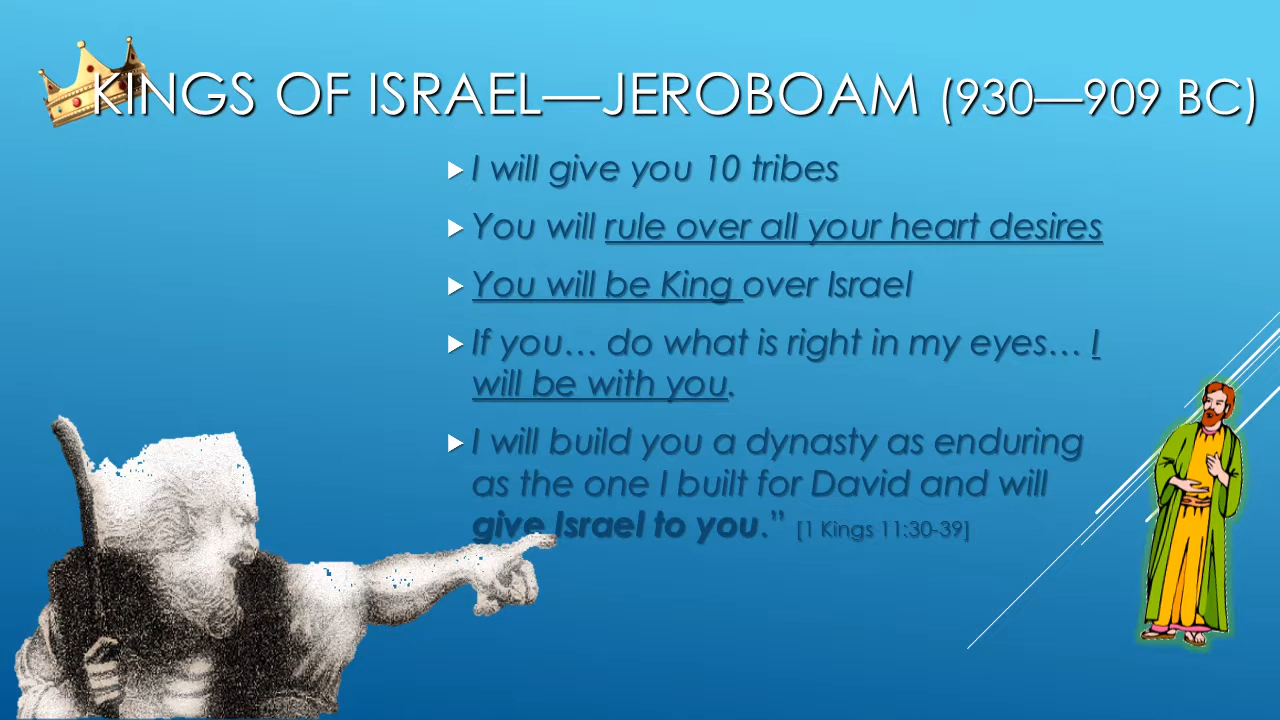 KINGS OF ISRAEL—JEROBOAM (930—909 BC)
I will give you 10 tribes
You will rule over all your heart desires
You will be King over Israel
If you… do what is right in my eyes… I
will be with you.
I will build you a dynasty as enduring
as the one I built for David and will
give Israel to you.” [1 Kings 11:30-39]